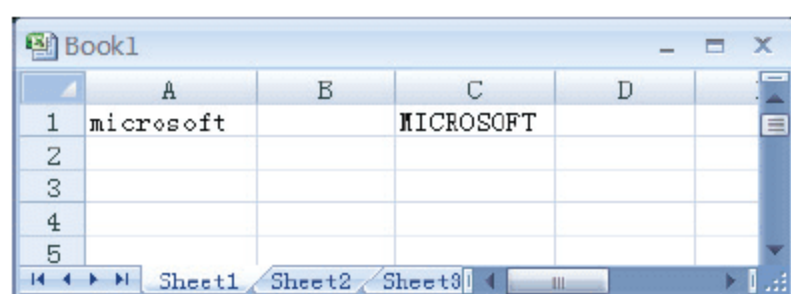 Book1
A B C D
1 microsoft MICROSOFT
2
3
4
5
Sheet1 Sheet2 Sheet3